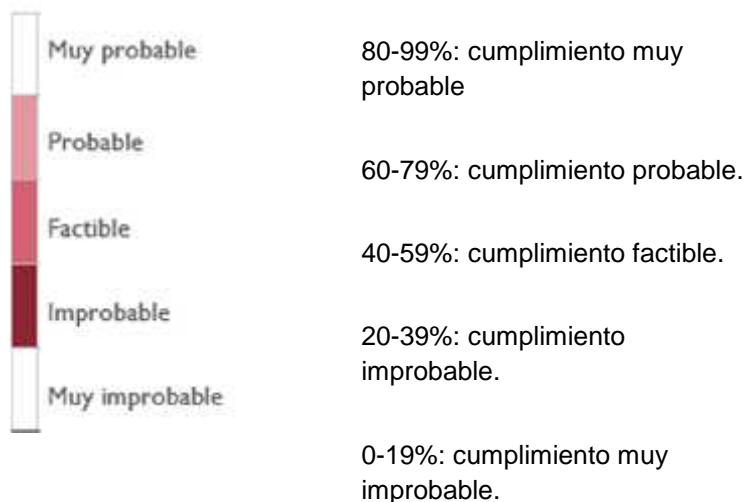 Muy probable
80-99%: cumplimiento muy
probable
Probable
60-79%: cumplimiento probable.
Factible
40-59%: cumplimiento factible.
Improbable
20-39%: cumplimiento
improbable.
Muy improbable
0-19%: cumplimiento muy
improbable.